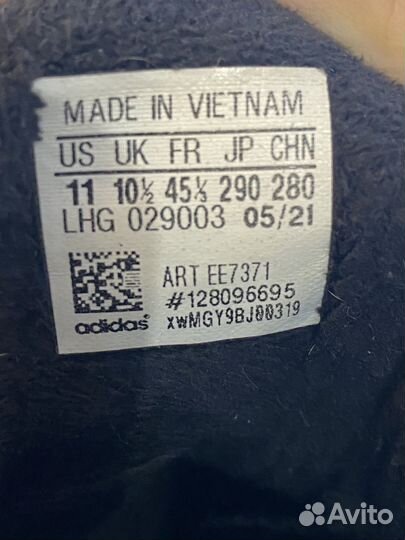 MADE IN VIETNAM
US UK FR JP CHN
11 10½ 45⅓ 290 280
LHG 029003 05/21
ART EE7371
#128096695
xwMGY9BJ00319
adidas
Avito